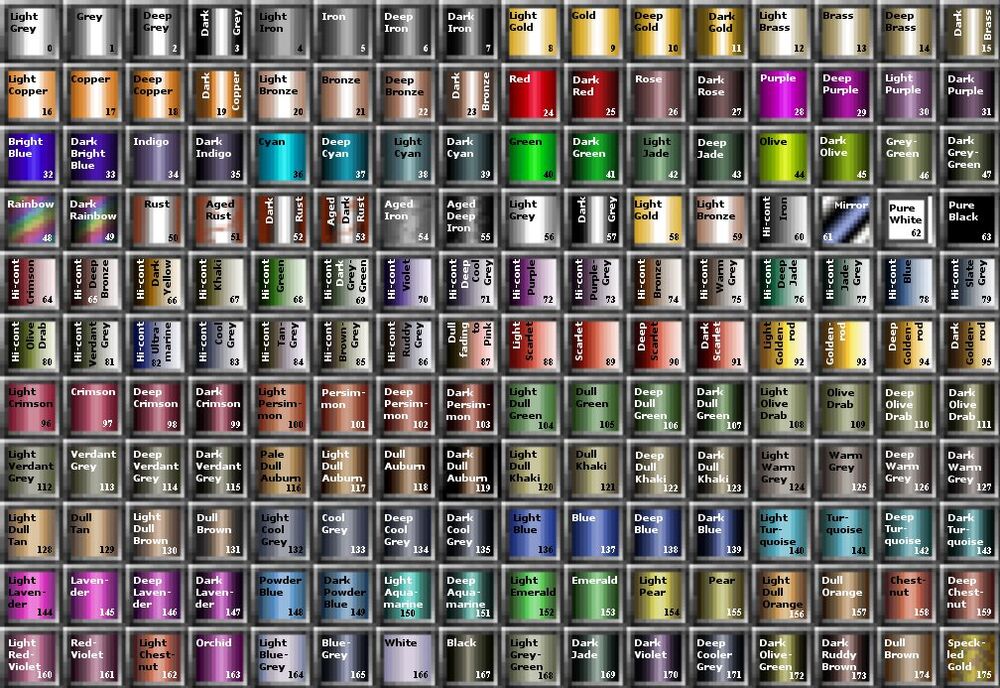 Light Grey 0
Grey 1
Deep Grey 2
Dark Grey 3
Light Iron 4
Iron 5
Deep Iron 6
Dark Iron 7
Light Gold 8
Gold 9
Deep Gold 10
Dark Gold 11
Light Brass 12
Brass 13
Deep Brass 14
Dark Brass 15
Light Copper 16
Copper 17
Deep Copper 18
Dark Copper 19
Light Bronze 20
Bronze 21
Deep Bronze 22
Dark Bronze 23
Red 24
Dark Red 25
Rose 26
Dark Rose 27
Purple 28
Deep Purple 29
Light Purple 30
Dark Purple 31
Bright Blue 32
Dark Bright Blue 33
Indigo 34
Dark Indigo 35
Cyan 36
Deep Cyan 37
Light Cyan 38
Dark Cyan 39
Green 40
Dark Green 41
Light Jade 42
Deep Jade 43
Olive 44
Dark Olive 45
Grey-Green 46
Dark Grey-Green 47
Rainbow 48
Dark Rainbow 49
Rust 50
Aged Rust 51
Dark Rust 52
Aged Dark Rust 53
Aged Iron 54
Aged Deep Iron 55
Light Grey 56
Dark Grey 57
Light Gold 58
Light Bronze 59
Hi-cont Iron 60
Mirror 61
Pure White 62
Pure Black 63
Hi-cont Crimson 64
Hi-cont Deep Bronze 65
Hi-cont Dark Yellow 66
Hi-cont Khaki 67
Hi-cont Green 68
Hi-cont Dark Grey-Green 69
Hi-cont Violet 70
Hi-cont Deep Cool Grey 71
Hi-cont Purple 72
Hi-cont Purple-Grey 73
Hi-cont Bronze 74
Hi-cont Warm Grey 75
Hi-cont Deep Jade 76
Hi-cont Jade-Grey 77
Hi-cont Blue 78
Hi-cont slate Grey 79
Hi-cont Olive Drab 80
Hi-cont Verdant Grey 81
Hi-cont Ultra-marine 82
Hi-cont Cool Grey 83
Hi-cont Tan-Grey 84
Hi-cont Brown-Grey 85
Hi-cont Ruddy Grey 86
Dull fading to Pink 87
Light Scarlet 88
Scarlet 89
Deep Scarlet 90
Dark Scarlet 91
Light Golden-rod 92
Golden-rod 93
Deep Golden-rod 94
Dark Golden-rod 95
Light Crimson 96
Crimson 97
Deep Crimson 98
Dark Crimson 99
Light Persim-mon 100
Persim-mon 101
Deep Persim-mon 102
Dark Persim-mon 103
Light Dull Green 104
Dull Green 105
Deep Dull Green 106
Dark Dull Green 107
Light Olive Drab 108
Olive Drab 109
Deep Olive Drab 110
Dark Olive Drab 111
Light Verdant Grey 112
Verdant Grey 113
Deep Verdant Grey 114
Dark Verdant Grey 115
Pale Dull Auburn 116
Light Dull Auburn 117
Dull Auburn 118
Dark Dull Auburn 119
Light Dull Khaki 120
Dull Khaki 121
Deep Dull Khaki 122
Dark Dull Khaki 123
Light Warm Grey 124
Warm Grey 125
Deep Warm Grey 126
Dark Warm Grey 127
Light Dull Tan 128
Dull Tan 129
Light Dull Brown 130
Dull Brown 131
Light Cool Grey 132
Cool Grey 133
Deep Cool Grey 134
Dark Cool Grey 135
Light Blue 136
Blue 137
Deep Blue 138
Dark Blue 139
Light Tur-quoise 140
Tur-quoise 141
Deep Tur-quoise 142
Dark Tur-quoise 143
Light Laven-der 144
Laven-der 145
Deep Laven-der 146
Dark Laven-der 147
Powder Blue 148
Dark Powder Blue 149
Light Aqua-marine 150
Deep Aqua-marine 151
Light Emerald 152
Emerald 153
Light Pear 154
Pear 155
Light Dull Orange 156
Dull Orange 157
Chest-nut 158
Deep Chest-nut 159
Light Red-Violet 160
Red-Violet 161
Light Chest-nut 162
Orchid 163
Light Blue-Grey 164
Blue-Grey 165
White 166
Black 167
Light Grey-Green 168
Dark Jade 169
Dark Violet 170
Deep Cooler Grey 171
Dark Olive-Green 172
Dark Ruddy Brown 173
Dull Brown 174
Speck-led Gold 175